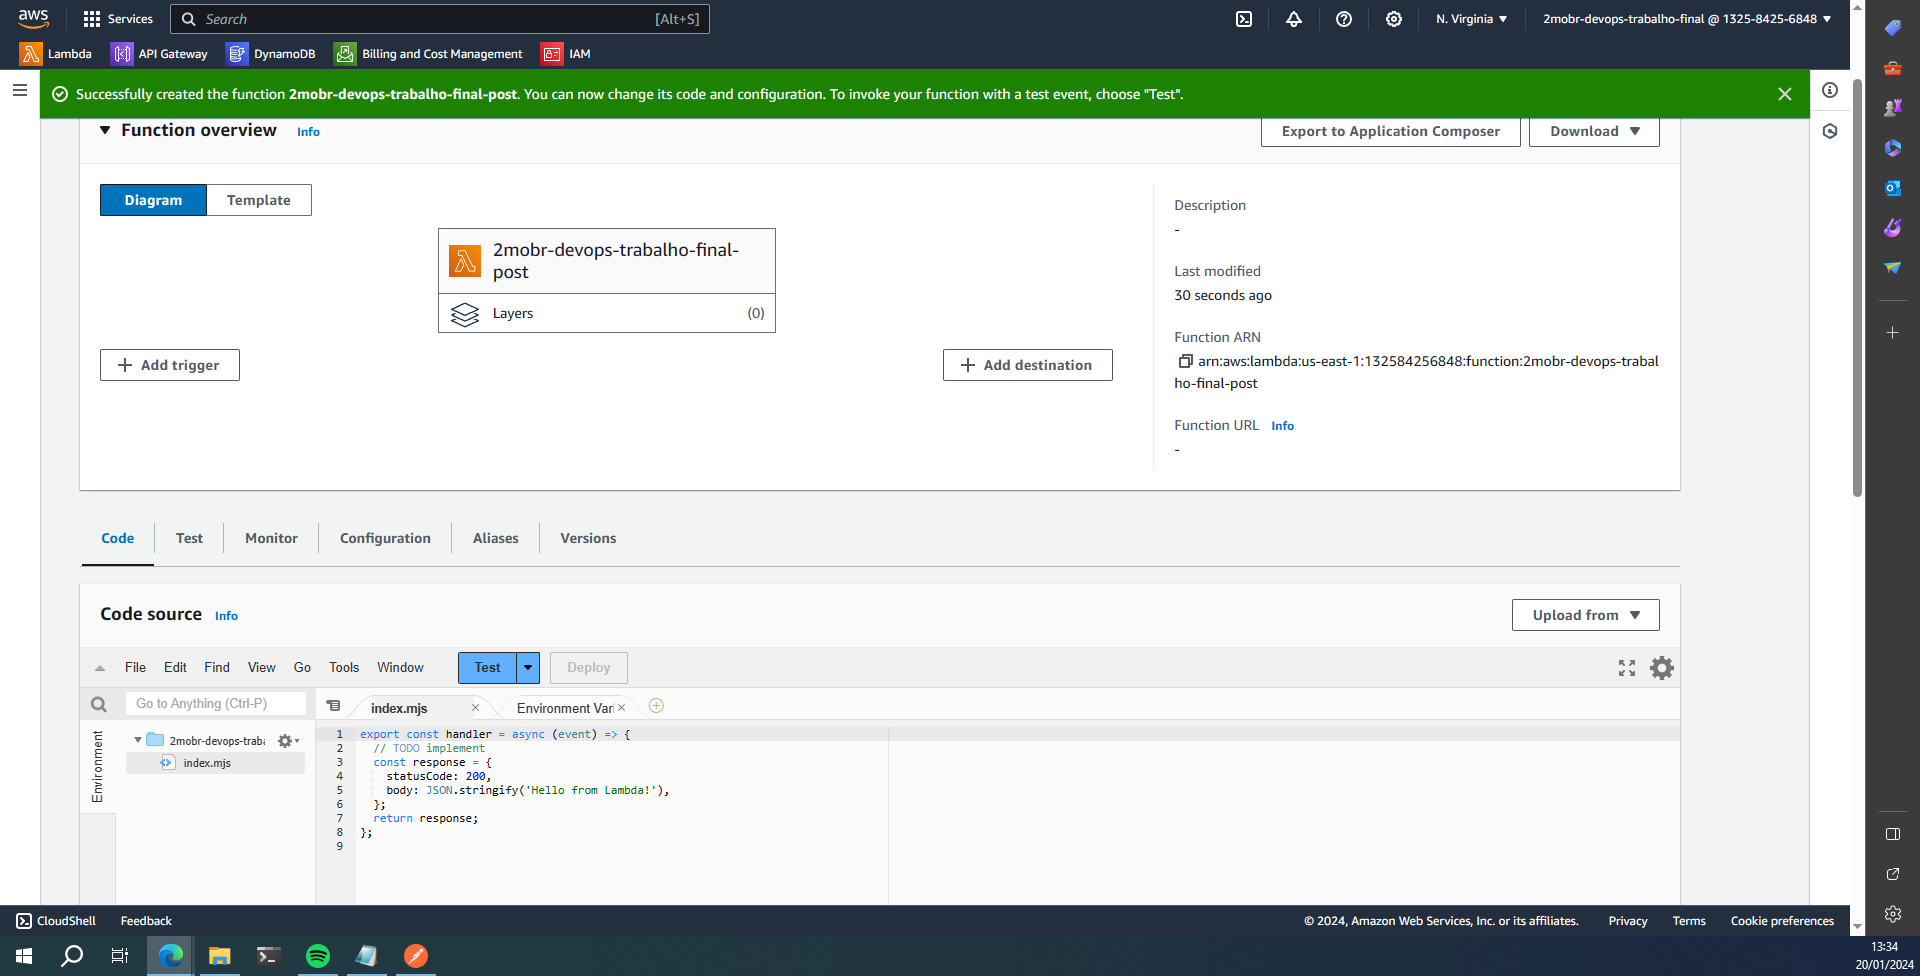 aws
Services
Search
[Alt+S]
N. Virginia
2mobr-devops-trabalho-final @ 1325-8425-6848
Lambda
API Gateway
DynamoDB
Billing and Cost Management
IAM
Successfully created the function 2mobr-devops-trabalho-final-post. You can now change its code and configuration. To invoke your function with a test event, choose "Test".
Function overview
Info
Export to Application Composer
Download
Diagram
Template
2mobr-devops-trabalho-final-
post
Layers
(0)
Add trigger
Add destination
Description
-
Last modified
30 seconds ago
Function ARN
arn:aws:lambda:us-east-1:132584256848:function:2mobr-devops-trabal
ho-final-post
Function URL
Info
-
Code
Test
Monitor
Configuration
Aliases
Versions
Code source
Info
Upload from
File
Edit
Find
View
Go
Tools
Window
Test
Deploy
Go to Anything (Ctrl-P)
index.mjs
Environment Vari
Environment
2mobr-devops-traba
index.mjs
1 export const handler = async (event) => {
2 // TODO implement
3 const response = {
4 statusCode: 200,
5 body: JSON.stringify('Hello from Lambda!'),
6 };
7 return response;
8 };
9
CloudShell
Feedback
© 2024, Amazon Web Services, Inc. or its affiliates.
Privacy
Terms
Cookie preferences
13:34
20/01/2024